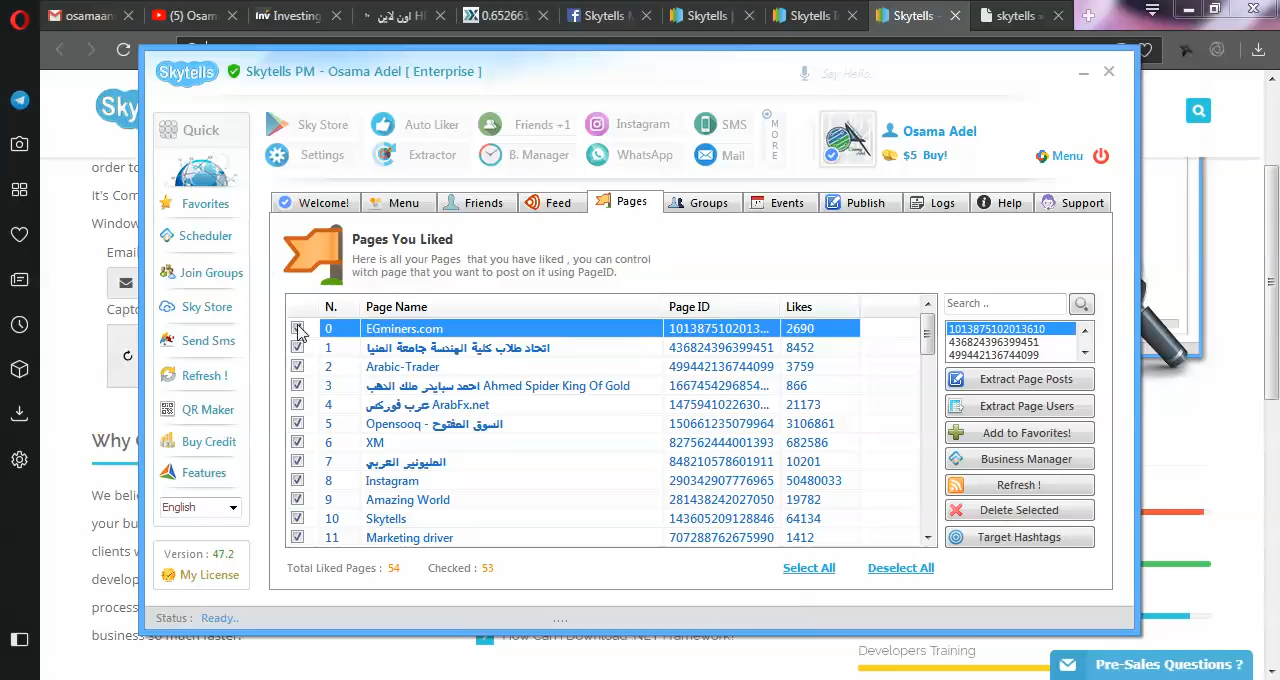 osamaan
(5) Osam
Investing
اون لاين HI
0.652661
Skytells M
Skytells |
Skytells I
Skytells -
skytells
Skytells
Skytells PM - Osama Adel [ Enterprise ]
Say Hello.
Quick
Sky Store
Auto Liker
Friends +1
Instagram
SMS
MORE
Settings
Extractor
B. Manager
WhatsApp
Mail
Osama Adel
$5 Buy!
Menu
Favorites
Scheduler
Join Groups
Sky Store
Send Sms
Refresh !
QR Maker
Buy Credit
Features
English
Version : 47.2
My License
Welcome!
Menu
Friends
Feed
Pages
Groups
Events
Publish
Logs
Help
Support
Pages You Liked
Here is all your Pages that you have liked , you can control
witch page that you want to post on it using PageID.
N. Page Name Page ID Likes
0 EGminers.com 1013875102013... 2690
1 اتحاد طلاب كلية الهندسة جامعة المنيا 436824396399451 8452
2 Arabic-Trader 499442136744099 3759
3 احمد سبايدر ملك الذهب Ahmed Spider King Of Gold 1667454296854... 866
4 عرب فوركس ArabFx.net 1475941022630... 21173
5 Opensooq - السوق المفتوح 150661235079964 3106861
6 XM 827562444001393 682586
7 المليونير العربي 848210578601911 10201
8 Instagram 290342907776965 50480033
9 Amazing World 281438242027050 19782
10 Skytells 143605209128846 64134
11 Marketing driver 707288762675990 1412
Total Liked Pages : 54 Checked : 53
Select All
Deselect All
Search ..
1013875102013610
436824396399451
499442136744099
Extract Page Posts
Extract Page Users
Add to Favorites!
Business Manager
Refresh !
Delete Selected
Target Hashtags
Status : Ready..
....
Sky
order to
It's Com
Window
Email
Captc
Why
We beli
your bu
clients w
develop
process
business so much faster.
How Can I Download .NET Framework?
Developers Training
Pre-Sales Questions ?